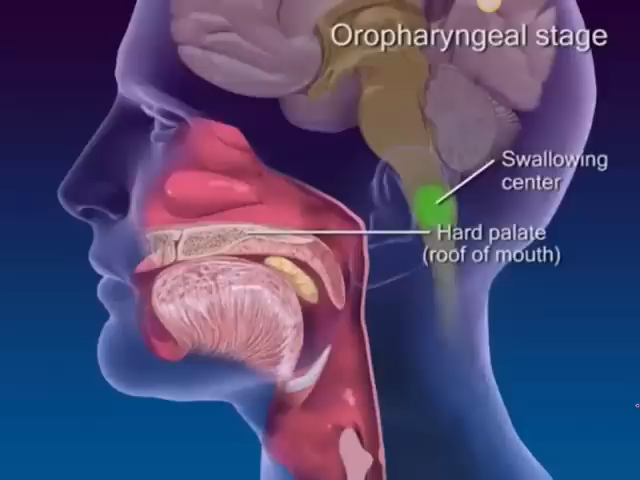 Oropharyngeal stage
Swallowing
center
Hard palate
(roof of mouth)